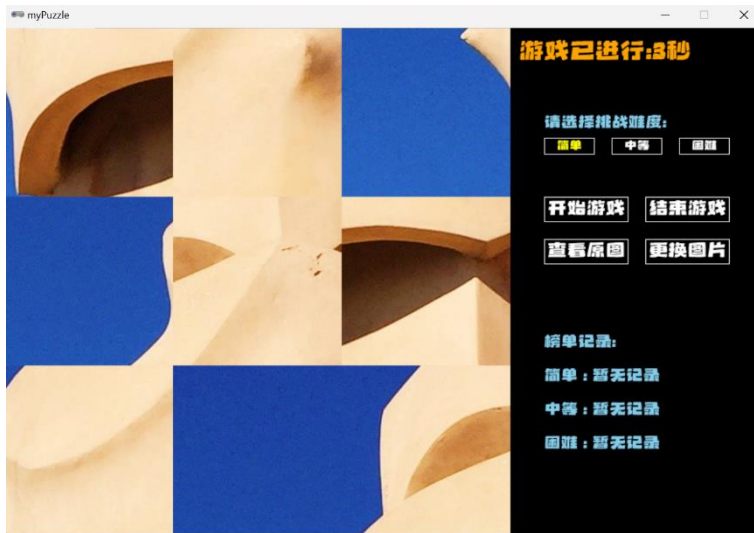 myPuzzle
游戏已进行:3秒
请选择挑战难度:
简单 中等 困难
开始游戏 结束游戏
查看原图 更换图片
榜单记录:
简单：暂无记录
中等：暂无记录
困难：暂无记录